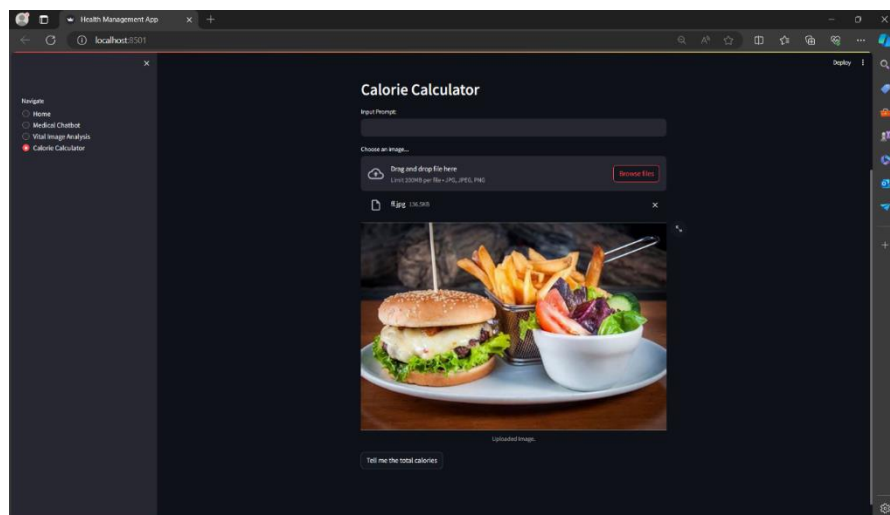 Health Management App
localhost:8501
Deploy
Navigate
Home
Medical Chatbot
Vital Image Analysis
Calorie Calculator
Calorie Calculator
Input Prompt:
Choose an image...
Drag and drop file here
Limit 200MB per file • JPG, JPEG, PNG
Browse files
ff.jpg 136.3KB
Uploaded Image.
Tell me the total calories